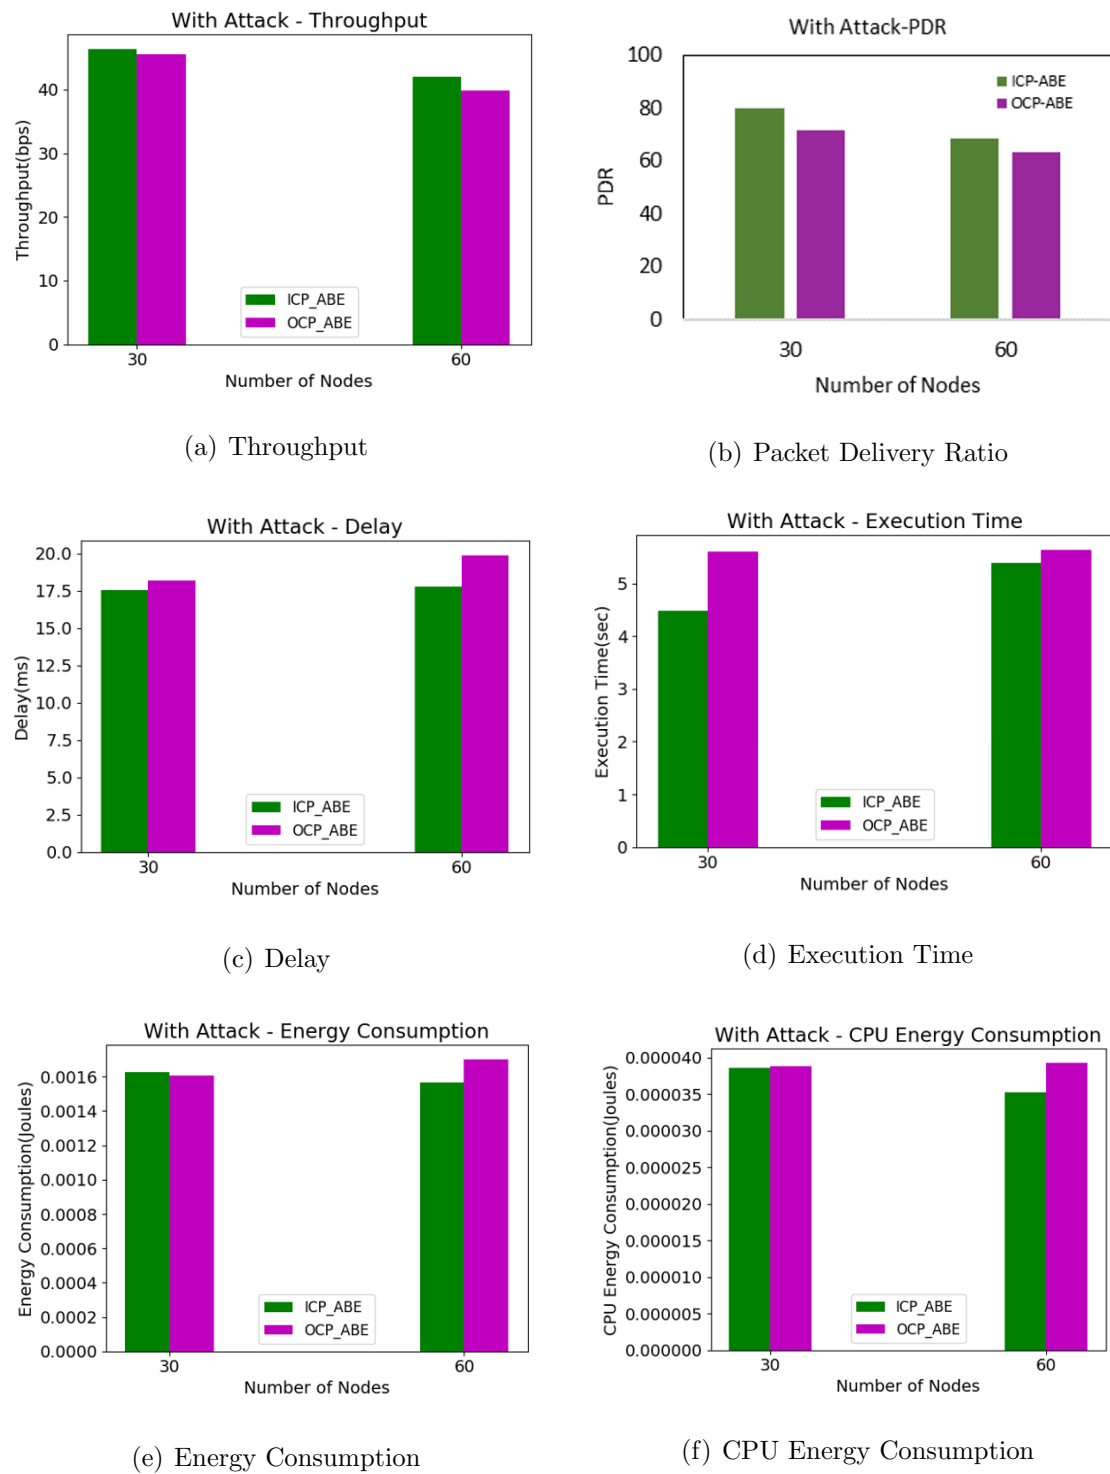 With Attack - Throughput
Throughput(bps)
40
30
20
10
0
ICP_ABE
OCP_ABE
30
60
Number of Nodes
(a) Throughput
With Attack-PDR
PDR
100
80
60
40
20
0
ICP-ABE
OCP-ABE
30
60
Number of Nodes
(b) Packet Delivery Ratio
With Attack - Delay
Delay(ms)
20.0
17.5
15.0
12.5
10.0
7.5
5.0
2.5
0.0
ICP_ABE
OCP_ABE
30
60
Number of Nodes
(c) Delay
With Attack - Execution Time
Execution Time(sec)
5
4
3
2
1
0
ICP_ABE
OCP_ABE
30
60
Number of Nodes
(d) Execution Time
With Attack - Energy Consumption
Energy Consumption(Joules)
0.0016
0.0014
0.0012
0.0010
0.0008
0.0006
0.0004
0.0002
0.0000
ICP_ABE
OCP_ABE
30
60
Number of Nodes
(e) Energy Consumption
With Attack - CPU Energy Consumption
CPU Energy Consumption(Joules)
0.000040
0.000035
0.000030
0.000025
0.000020
0.000015
0.000010
0.000005
0.000000
ICP_ABE
OCP_ABE
30
60
Number of Nodes
(f) CPU Energy Consumption